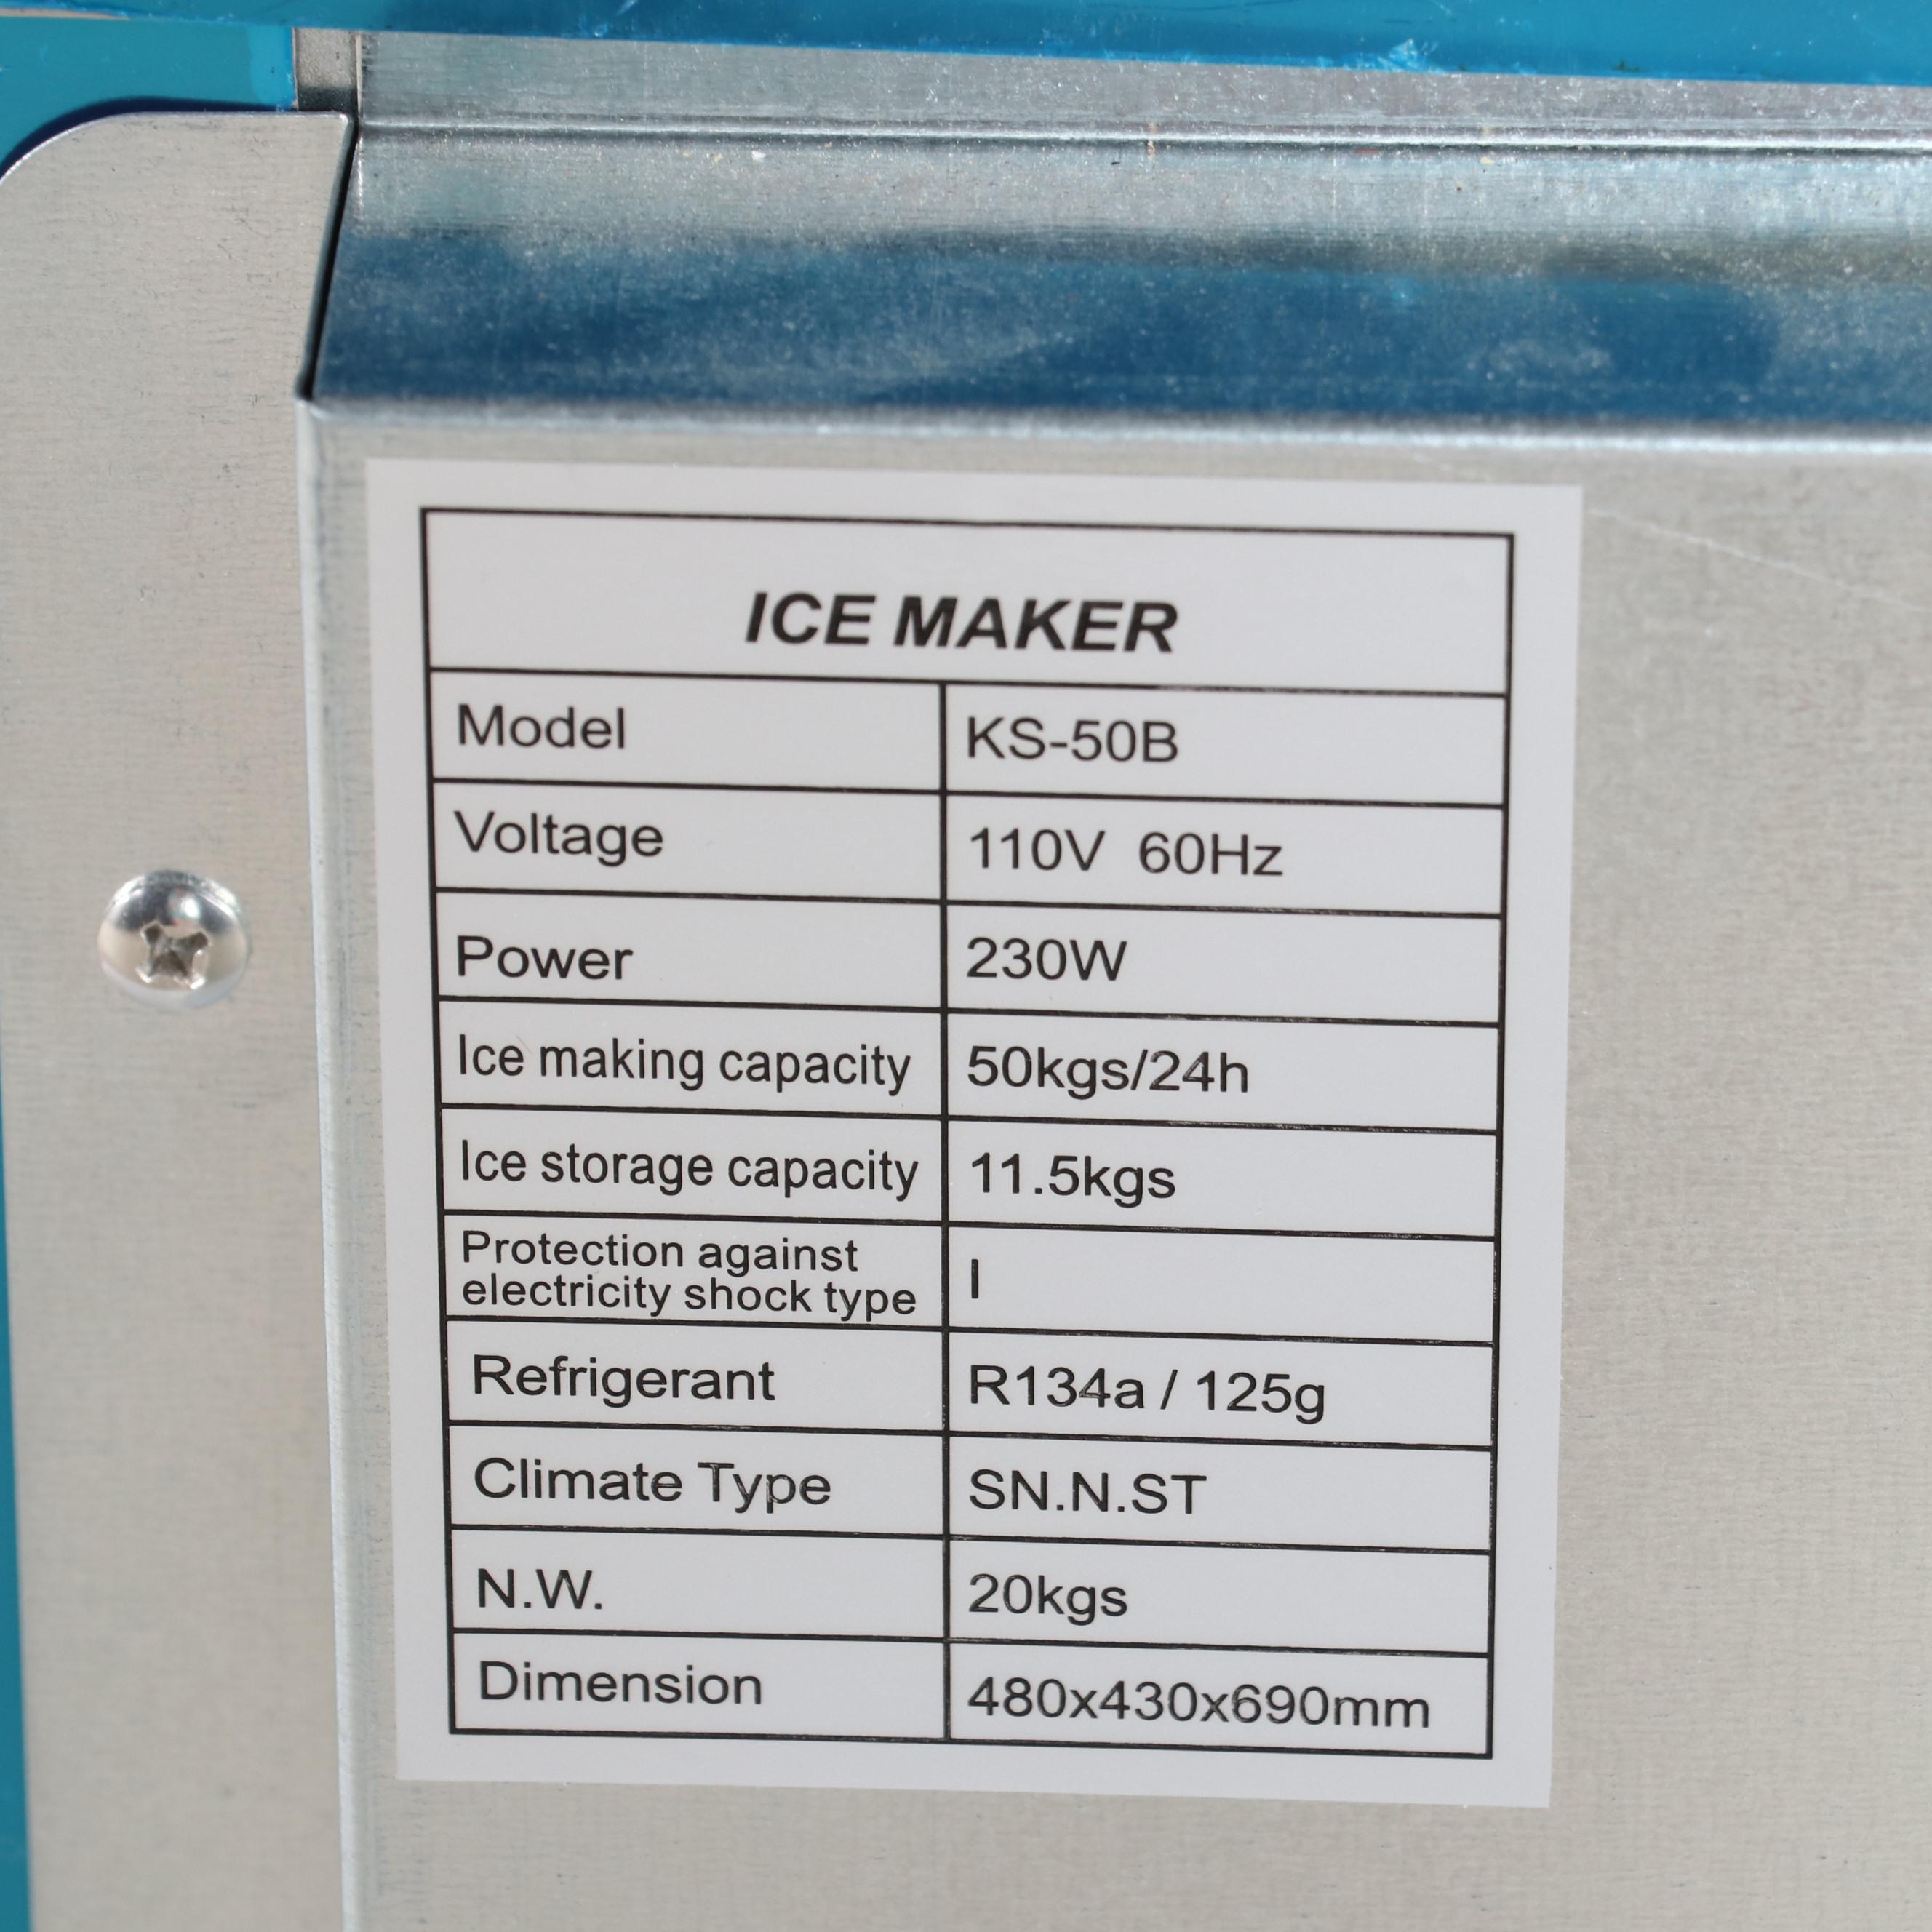 ICE MAKER
Model KS-50B
Voltage 110V 60Hz
Power 230W
Ice making capacity 50kgs/24h
Ice storage capacity 11.5kgs
Protection against
electricity shock type I
Refrigerant R134a / 125g
Climate Type SN.N.ST
N.W. 20kgs
Dimension 480x430x690mm